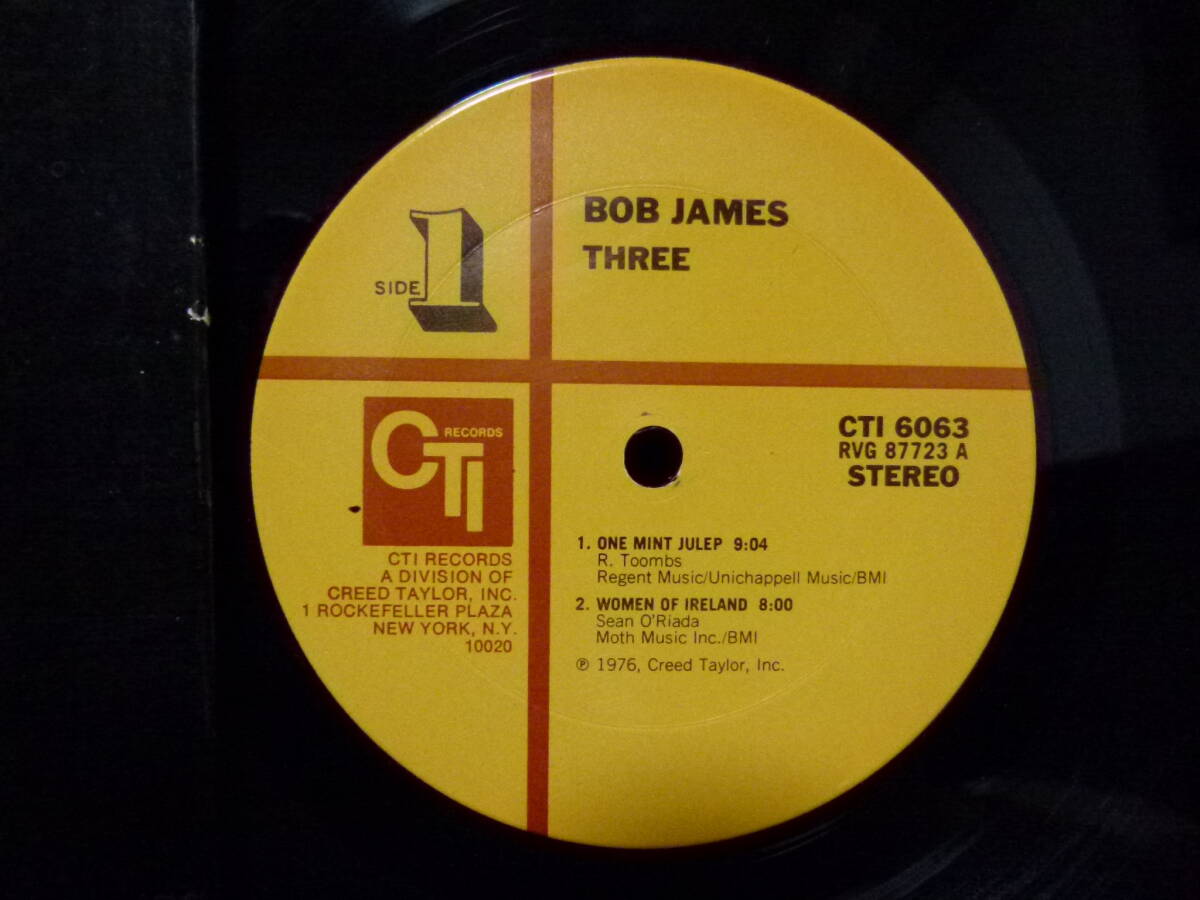 BOB JAMES
THREE
SIDE 1
CTI RECORDS
CTI RECORDS
A DIVISION OF
CREED TAYLOR, INC.
1 ROCKEFELLER PLAZA
NEW YORK, N.Y.
10020
CTI 6063
RVG 87723 A
STEREO
1. ONE MINT JULEP 9:04
R. Toombs
Regent Music/Unichappell Music/BMI
2. WOMEN OF IRELAND 8:00
Sean O'Riada
Moth Music Inc./BMI
℗ 1976, Creed Taylor, Inc.